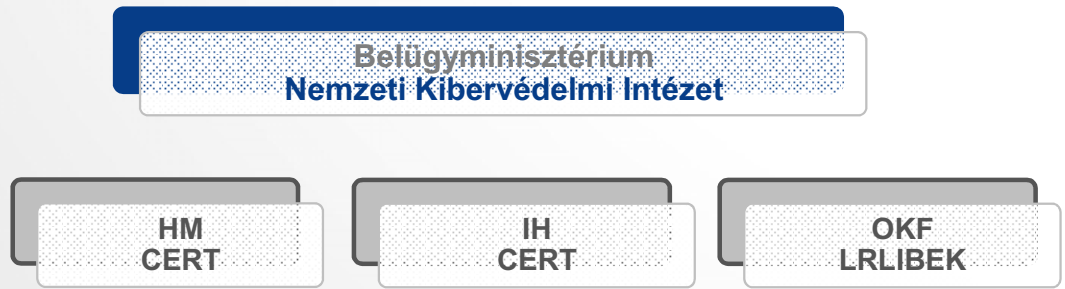 Belügyminisztérium
Nemzeti Kibervédelmi Intézet
HM
CERT
IH
CERT
OKF
LRLIBEK